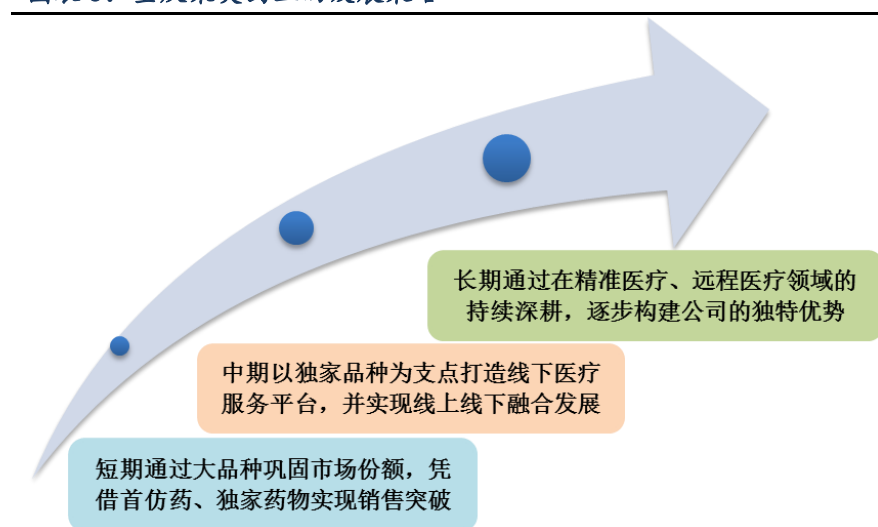 长期通过在精准医疗、远程医疗领域的
持续深耕，逐步构建公司的独特优势
中期以独家品种为支点打造线下医疗
服务平台，并实现线上线下融合发展
短期通过大品种巩固市场份额，凭
借首仿药、独家药物实现销售突破